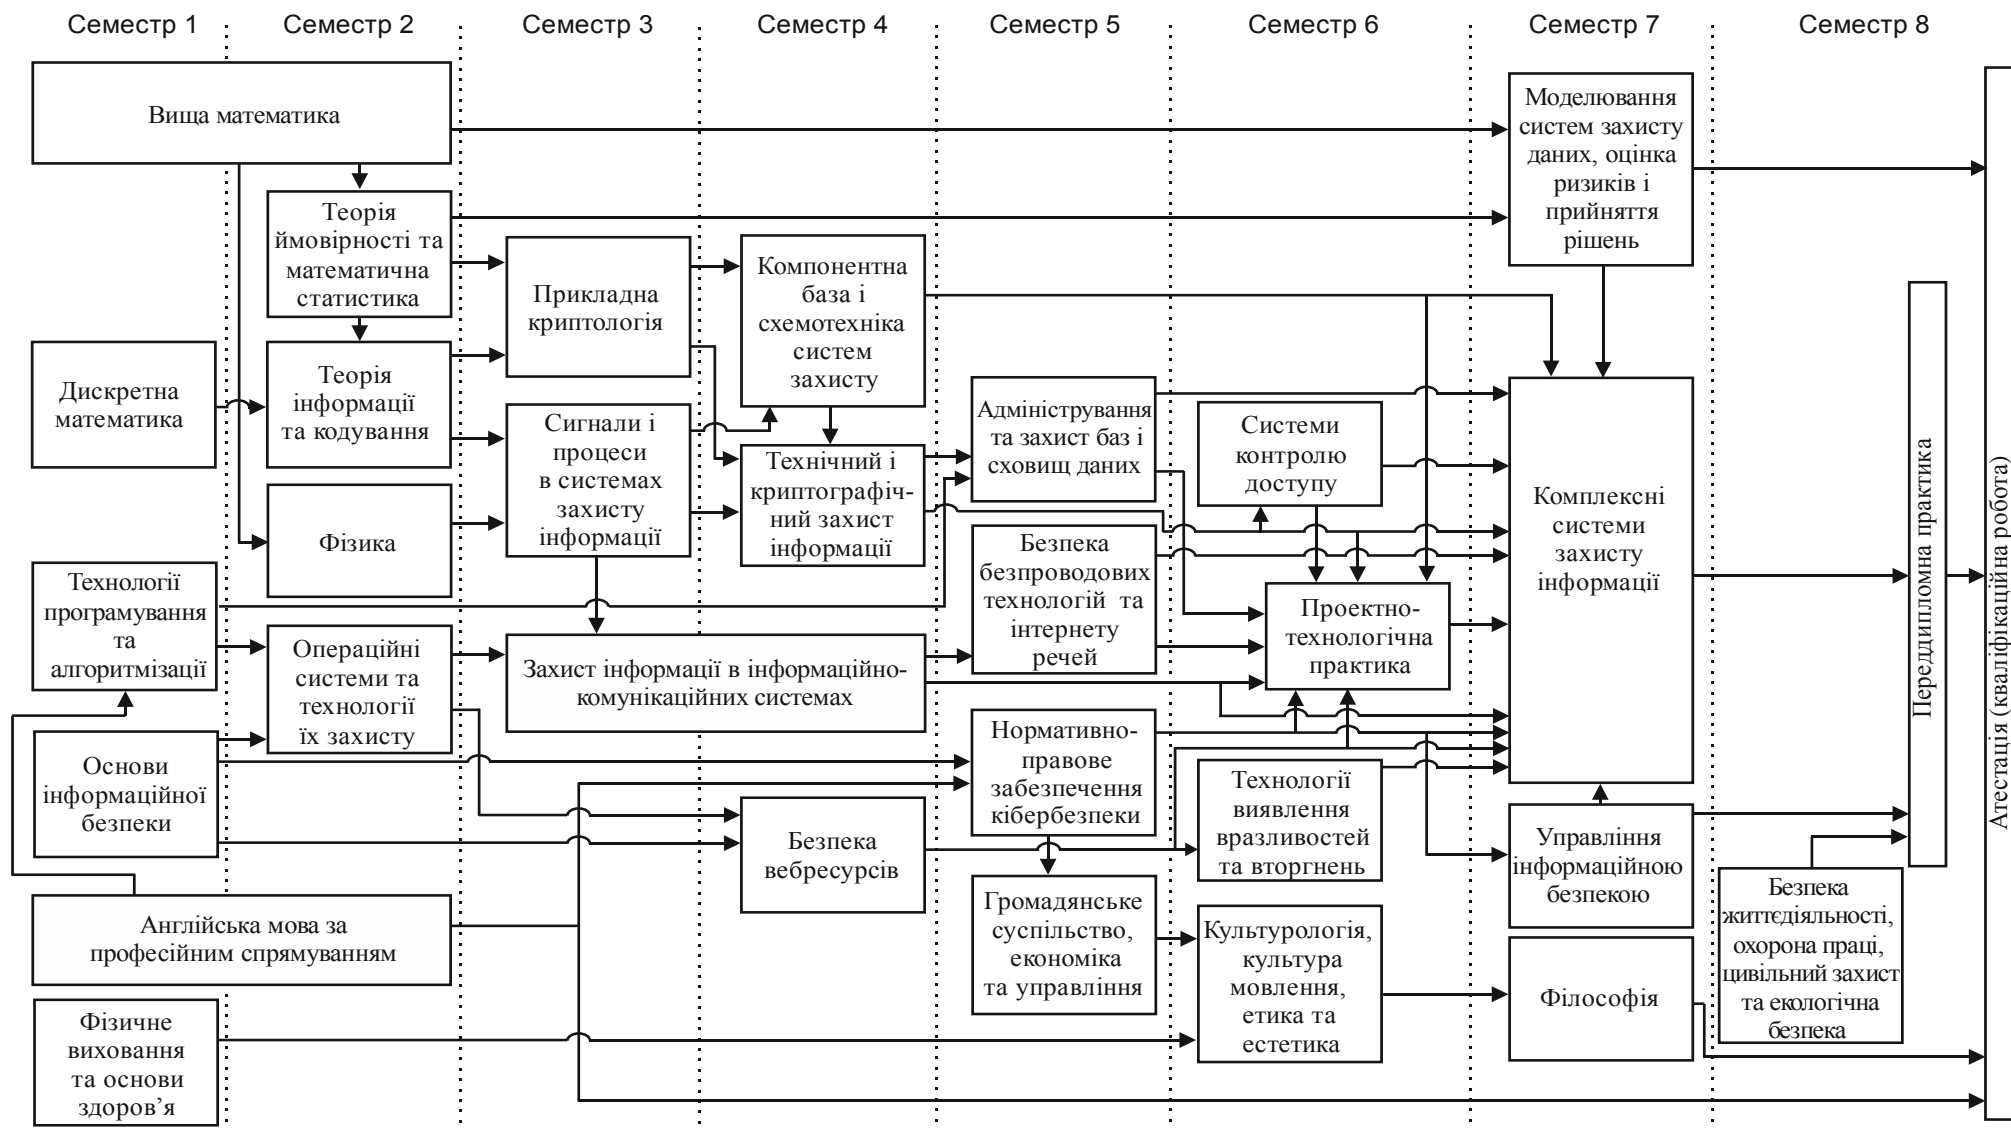 Семестр 1
Семестр 2
Семестр 3
Семестр 4
Семестр 5
Семестр 6
Семестр 7
Семестр 8
Вища математика
Дискретна
математика
Технології
програмування
та
алгоритмізації
Основи
інформаційної
безпеки
Англійська мова за
професійним спрямуванням
Фізичне
виховання
та основи
здоров’я
Теорія
ймовірності та
математична
статистика
Теорія
інформації
та кодування
Фізика
Операційні
системи та
технології
їх захисту
Прикладна
криптологія
Сигнали і
процеси
в системах
захисту
інформації
Захист інформації в інформаційно-
комунікаційних системах
Компонентна
база і
схемотехніка
систем
захисту
Технічний і
криптографіч-
ний захист
інформації
Безпека
вебресурсів
Адміністрування
та захист баз і
сховищ даних
Безпека
безпроводових
технологій та
інтернету
речей
Нормативно-
правове
забезпечення
кібербезпеки
Громадянське
суспільство,
економіка
та управління
Системи
контролю
доступу
Проектно-
технологічна
практика
Технології
виявлення
вразливостей
та вторгнень
Культурологія,
культура
мовлення,
етика та
естетика
Моделювання
систем захисту
даних, оцінка
ризиків і
прийняття
рішень
Комплексні
системи
захисту
інформації
Управління
інформаційною
безпекою
Філософія
Безпека
життєдіяльності,
охорона праці,
цивільний захист
та екологічна
безпека
Переддипломна практика
Атестація (кваліфікаційна робота)